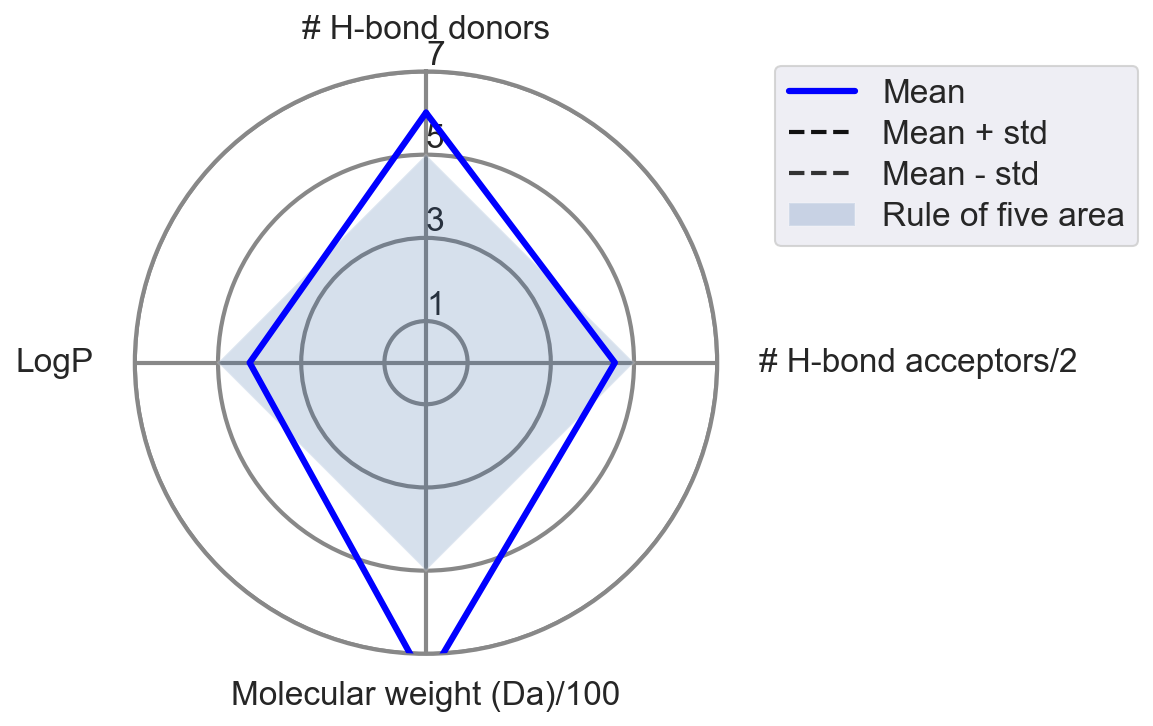 # H-bond donors
7
5
3
1
LogP
# H-bond acceptors/2
Molecular weight (Da)/100
Mean
Mean + std
Mean - std
Rule of five area